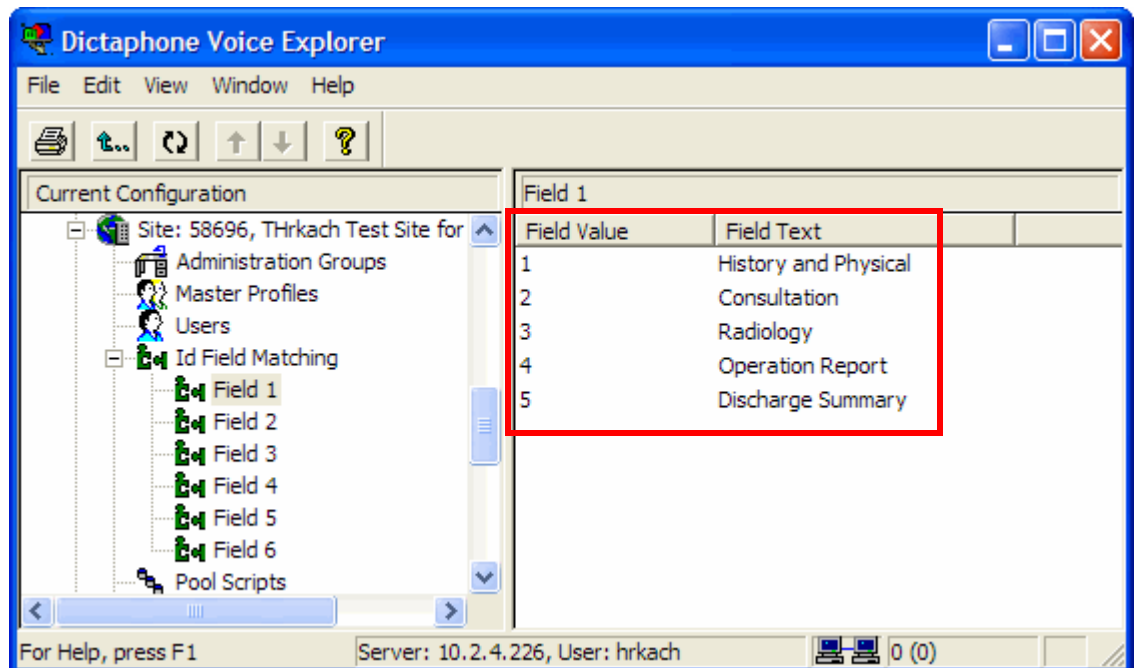 Dictaphone Voice Explorer
File Edit View Window Help
Current Configuration
Site: 58696, THrkach Test Site for
Administration Groups
Master Profiles
Users
Id Field Matching
Field 1
Field 2
Field 3
Field 4
Field 5
Field 6
Pool Scripts
Field 1
Field Value Field Text
1 History and Physical
2 Consultation
3 Radiology
4 Operation Report
5 Discharge Summary
For Help, press F1 Server: 10.2.4.226, User: hrkach 0 (0)